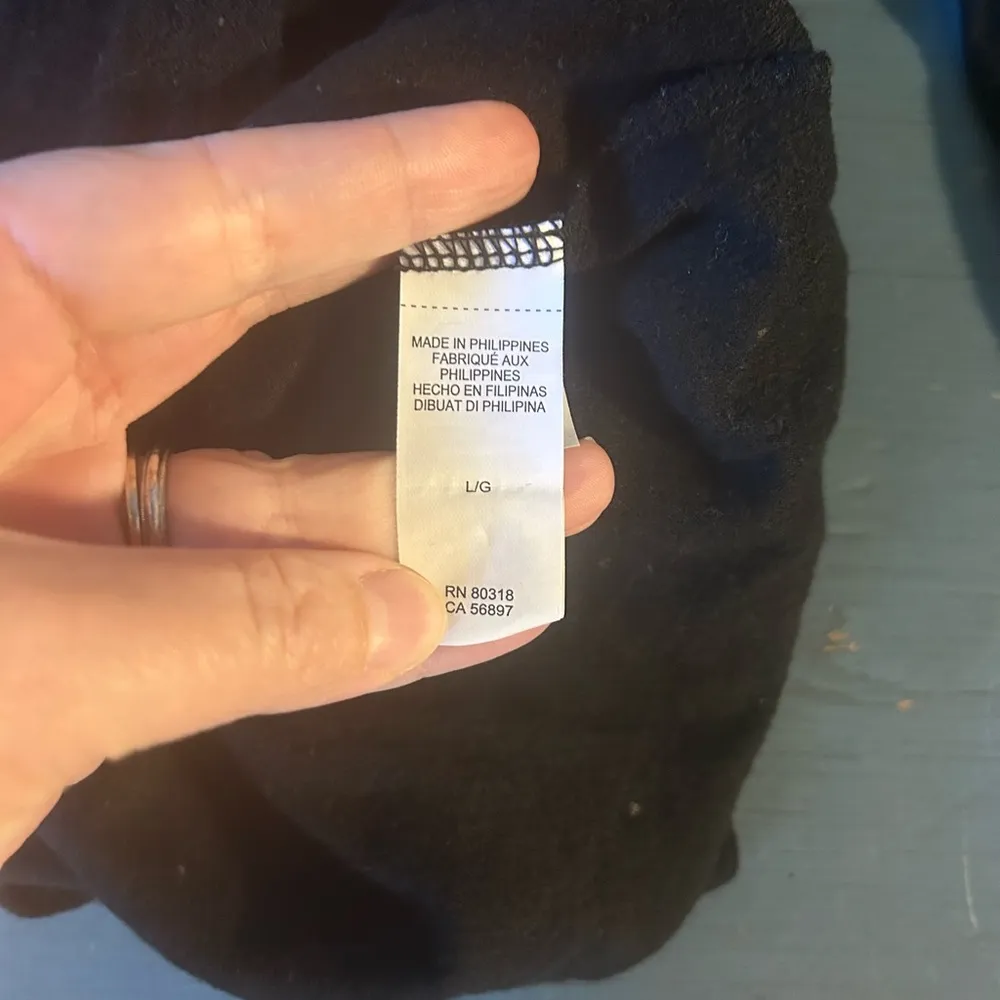 MADE IN PHILIPPINES
FABRIQUÉ AUX
PHILIPPINES
HECHO EN FILIPINAS
DIBUAT DI PHILIPINA
L/G
RN 80318
CA 56897